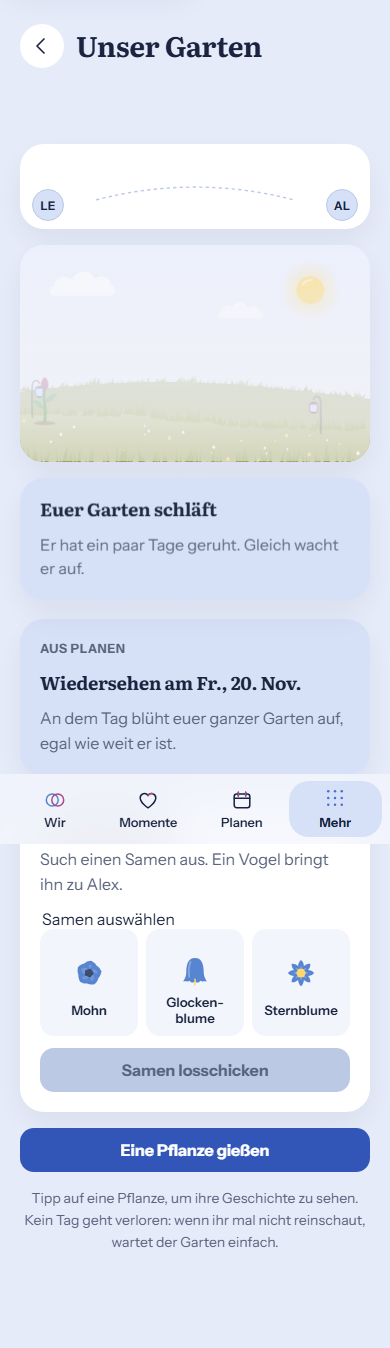 Unser Garten
LE
AL
Euer Garten schläft
Er hat ein paar Tage geruht. Gleich wacht
er auf.
AUS PLANEN
Wiedersehen am Fr., 20. Nov.
An dem Tag blüht euer ganzer Garten auf,
egal wie weit er ist.
Wir
Momente
Planen
Mehr
Such einen Samen aus. Ein Vogel bringt
ihn zu Alex.
Samen auswählen
Mohn
Glocken-
blume
Sternblume
Samen losschicken
Eine Pflanze gießen
Tipp auf eine Pflanze, um ihre Geschichte zu sehen.
Kein Tag geht verloren: wenn ihr mal nicht reinschaut,
wartet der Garten einfach.